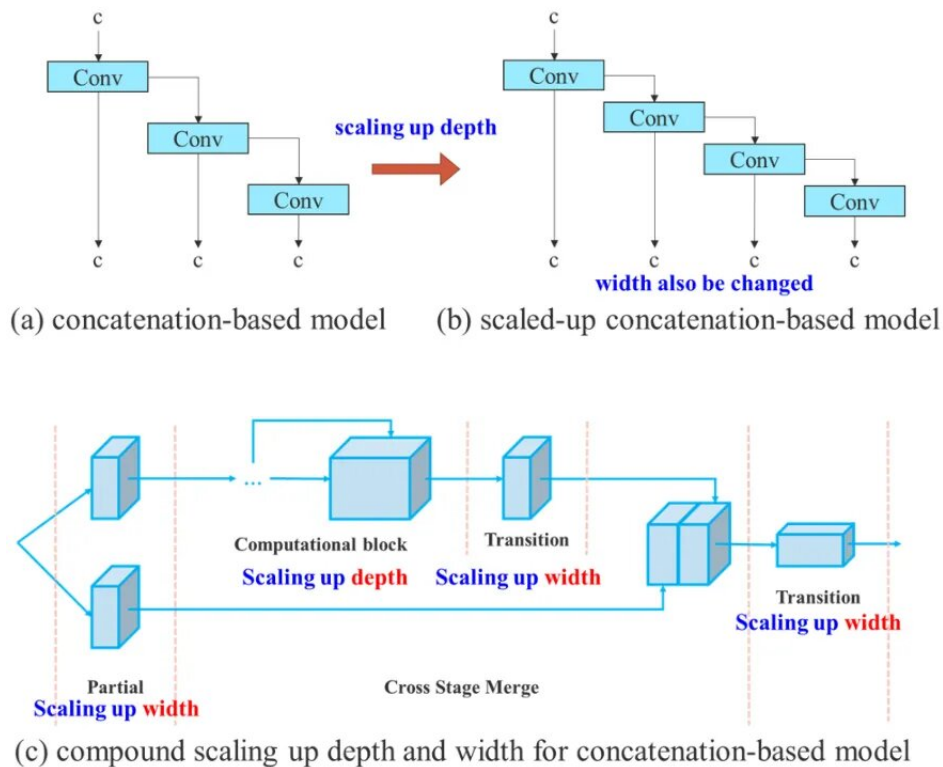 c
c
Conv
Conv
Conv
scaling up depth
Conv
Conv
Conv
Conv
c
c
c
c
c
c
c
width also be changed
(a) concatenation-based model
(b) scaled-up concatenation-based model
...
Computational block
Scaling up depth
Transition
Scaling up width
Transition
Scaling up width
Partial
Scaling up width
Cross Stage Merge
(c) compound scaling up depth and width for concatenation-based model